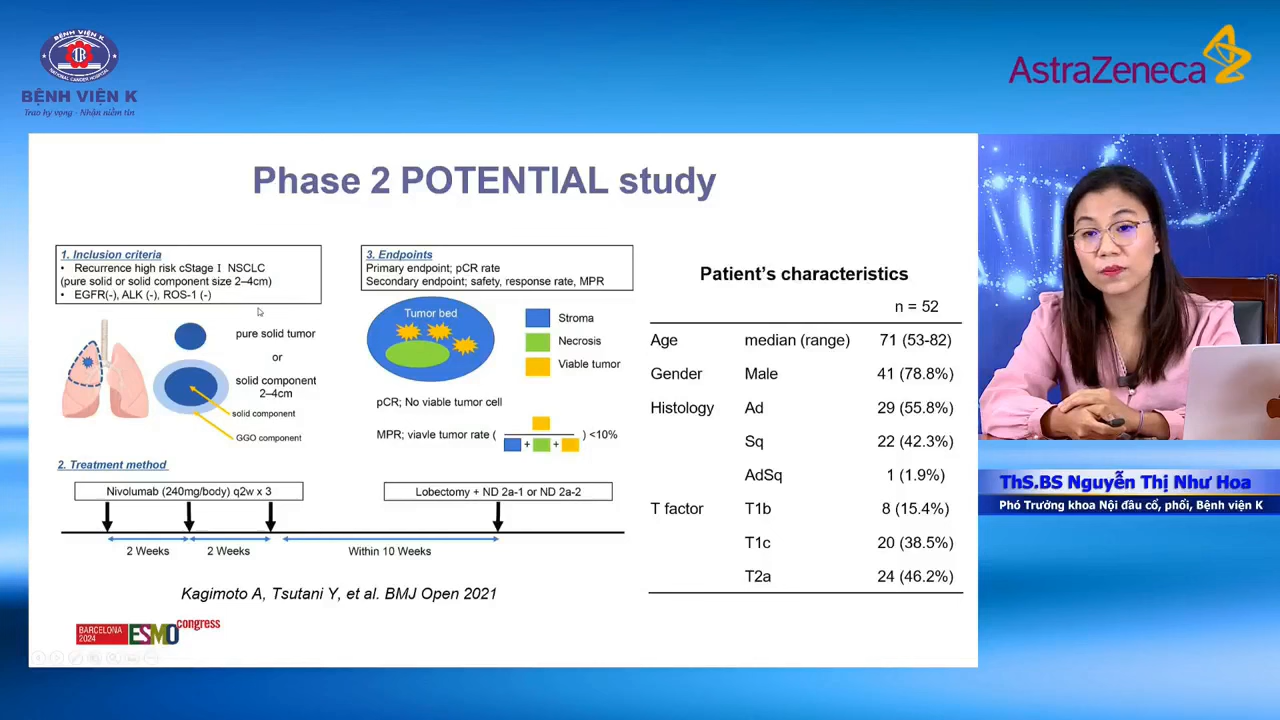 BỆNH VIỆN K
NATIONAL CANCER HOSPITAL
BỆNH VIỆN K
Trao hy vọng - Nhận niềm tin
AstraZeneca
Phase 2 POTENTIAL study
1. Inclusion criteria
• Recurrence high risk cStage I NSCLC
(pure solid or solid component size 2–4cm)
• EGFR(-), ALK (-), ROS-1 (-)
pure solid tumor
or
solid component
2–4cm
solid component
GGO component
3. Endpoints
Primary endpoint; pCR rate
Secondary endpoint; safety, response rate, MPR
Tumor bed
Stroma
Necrosis
Viable tumor
pCR; No viable tumor cell
MPR; viavle tumor rate ( + + ) <10%
2. Treatment method
Nivolumab (240mg/body) q2w x 3
Lobectomy + ND 2a-1 or ND 2a-2
2 Weeks
2 Weeks
Within 10 Weeks
Kagimoto A, Tsutani Y, et al. BMJ Open 2021
BARCELONA
2024
ESMO congress
Patient's characteristics
n = 52
Age median (range) 71 (53-82)
Gender Male 41 (78.8%)
Histology Ad 29 (55.8%)
Sq 22 (42.3%)
AdSq 1 (1.9%)
T factor T1b 8 (15.4%)
T1c 20 (38.5%)
T2a 24 (46.2%)
ThS.BS Nguyễn Thị Như Hoa
Phó Trưởng khoa Nội đầu cổ, phổi, Bệnh viện K